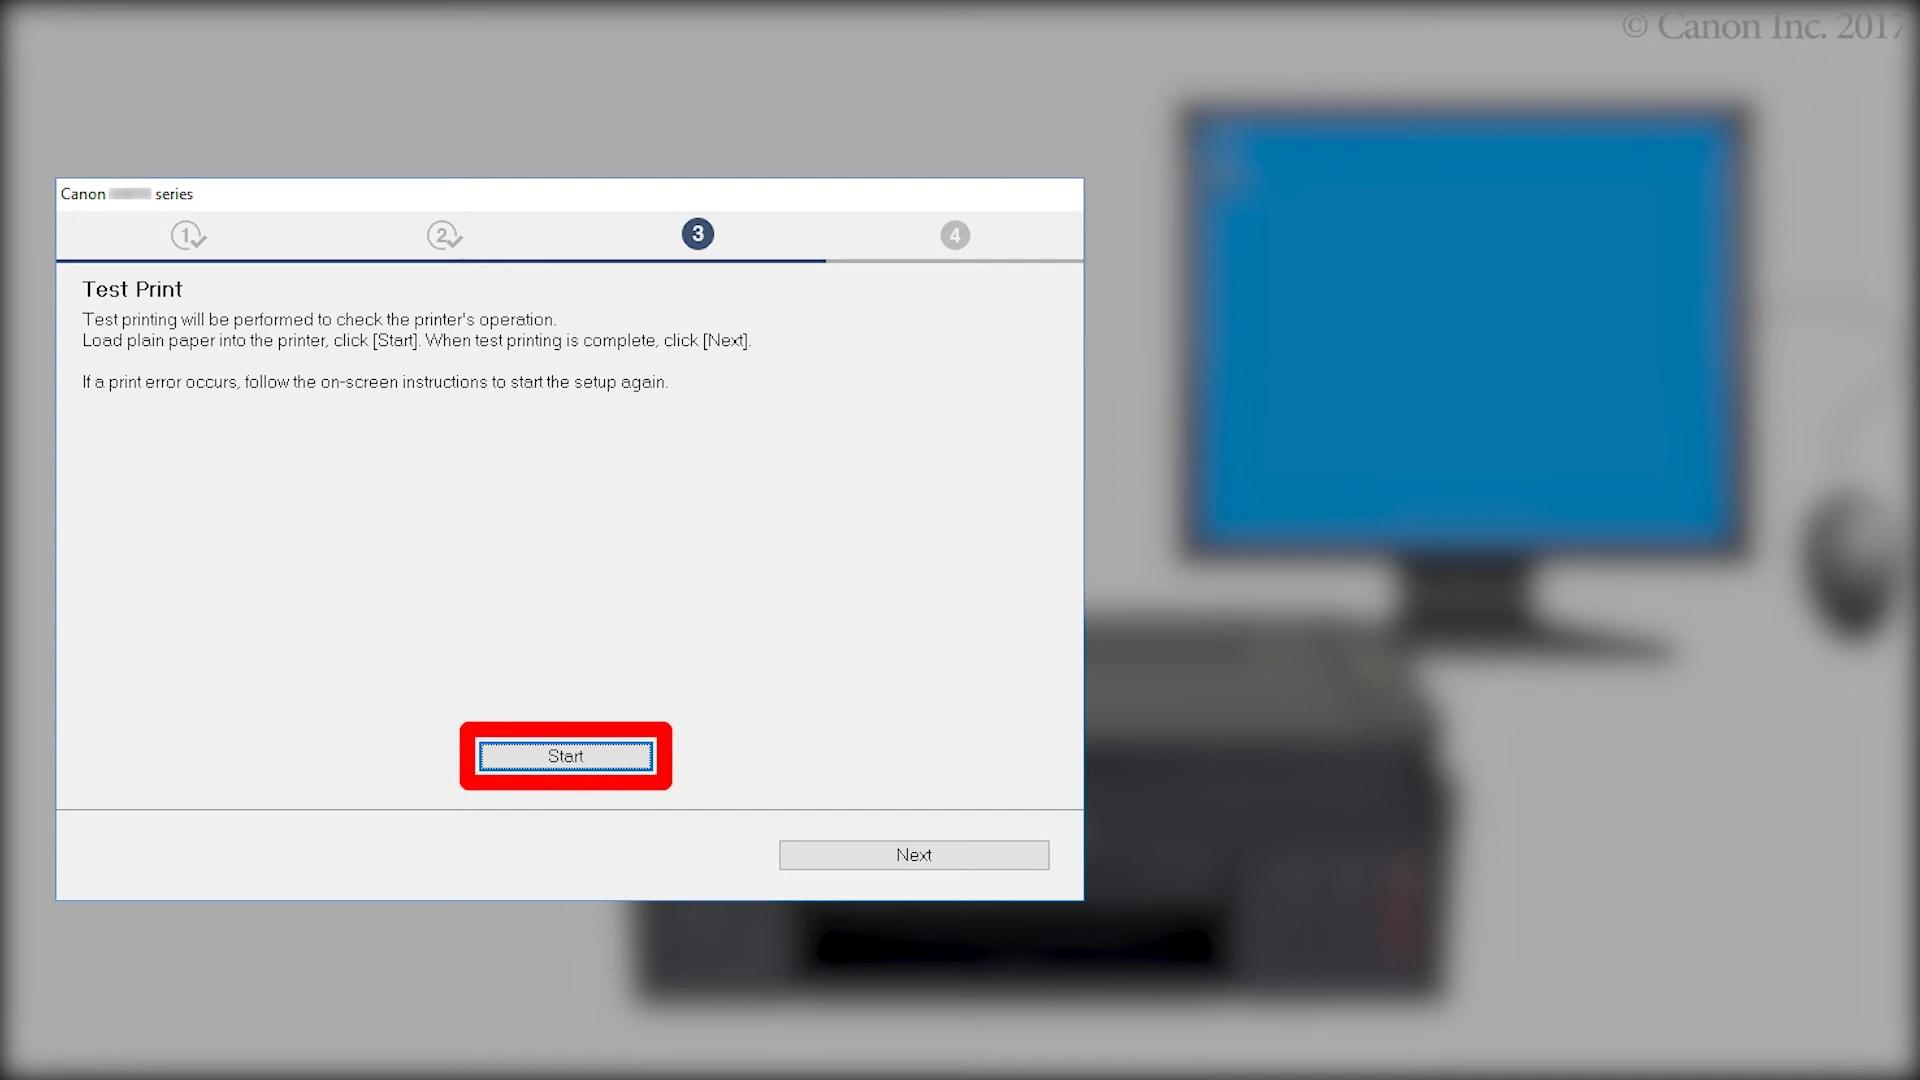 © Canon Inc. 2017
Canon series
1 2 3 4
Test Print
Test printing will be performed to check the printer's operation.
Load plain paper into the printer, click [Start]. When test printing is complete, click [Next].
If a print error occurs, follow the on-screen instructions to start the setup again.
Start
Next